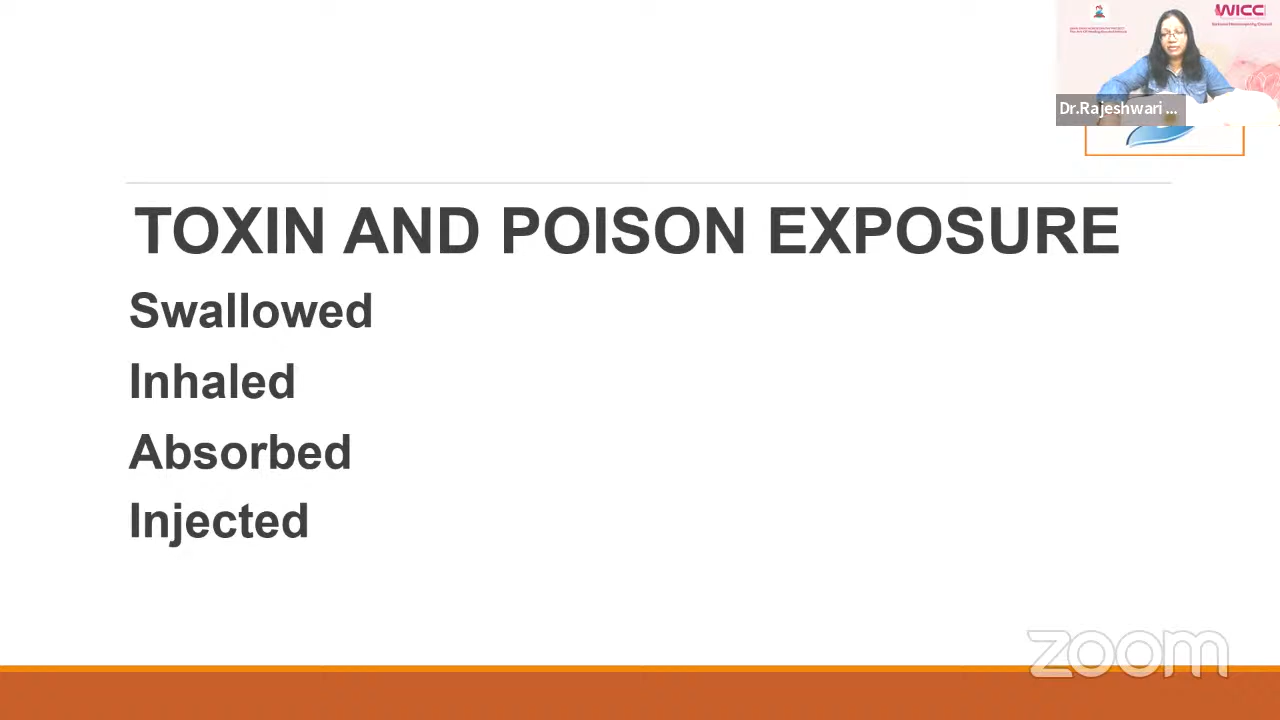 WICC
Dr.Rajeshwari ...
TOXIN AND POISON EXPOSURE
Swallowed
Inhaled
Absorbed
Injected
zoom